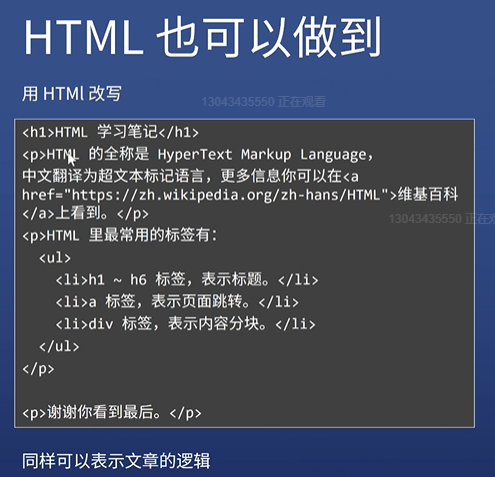 HTML 也可以做到
用 HTMl 改写
13043435550 正在观看
<h1>HTML 学习笔记</h1>
<p>HTML 的全称是 HyperText Markup Language,
中文翻译为超文本标记语言，更多信息你可以在<a
href="https://zh.wikipedia.org/zh-hans/HTML">维基百科
</a>上看到。</p>
13043435550 正在观
<p>HTML 里最常用的标签有：
<ul>
<li>h1 ~ h6 标签，表示标题。</li>
<li>a 标签，表示页面跳转。</li>
<li>div 标签，表示内容分块。</li>
</ul>
</p>
<p>谢谢你看到最后。</p>
同样可以表示文章的逻辑